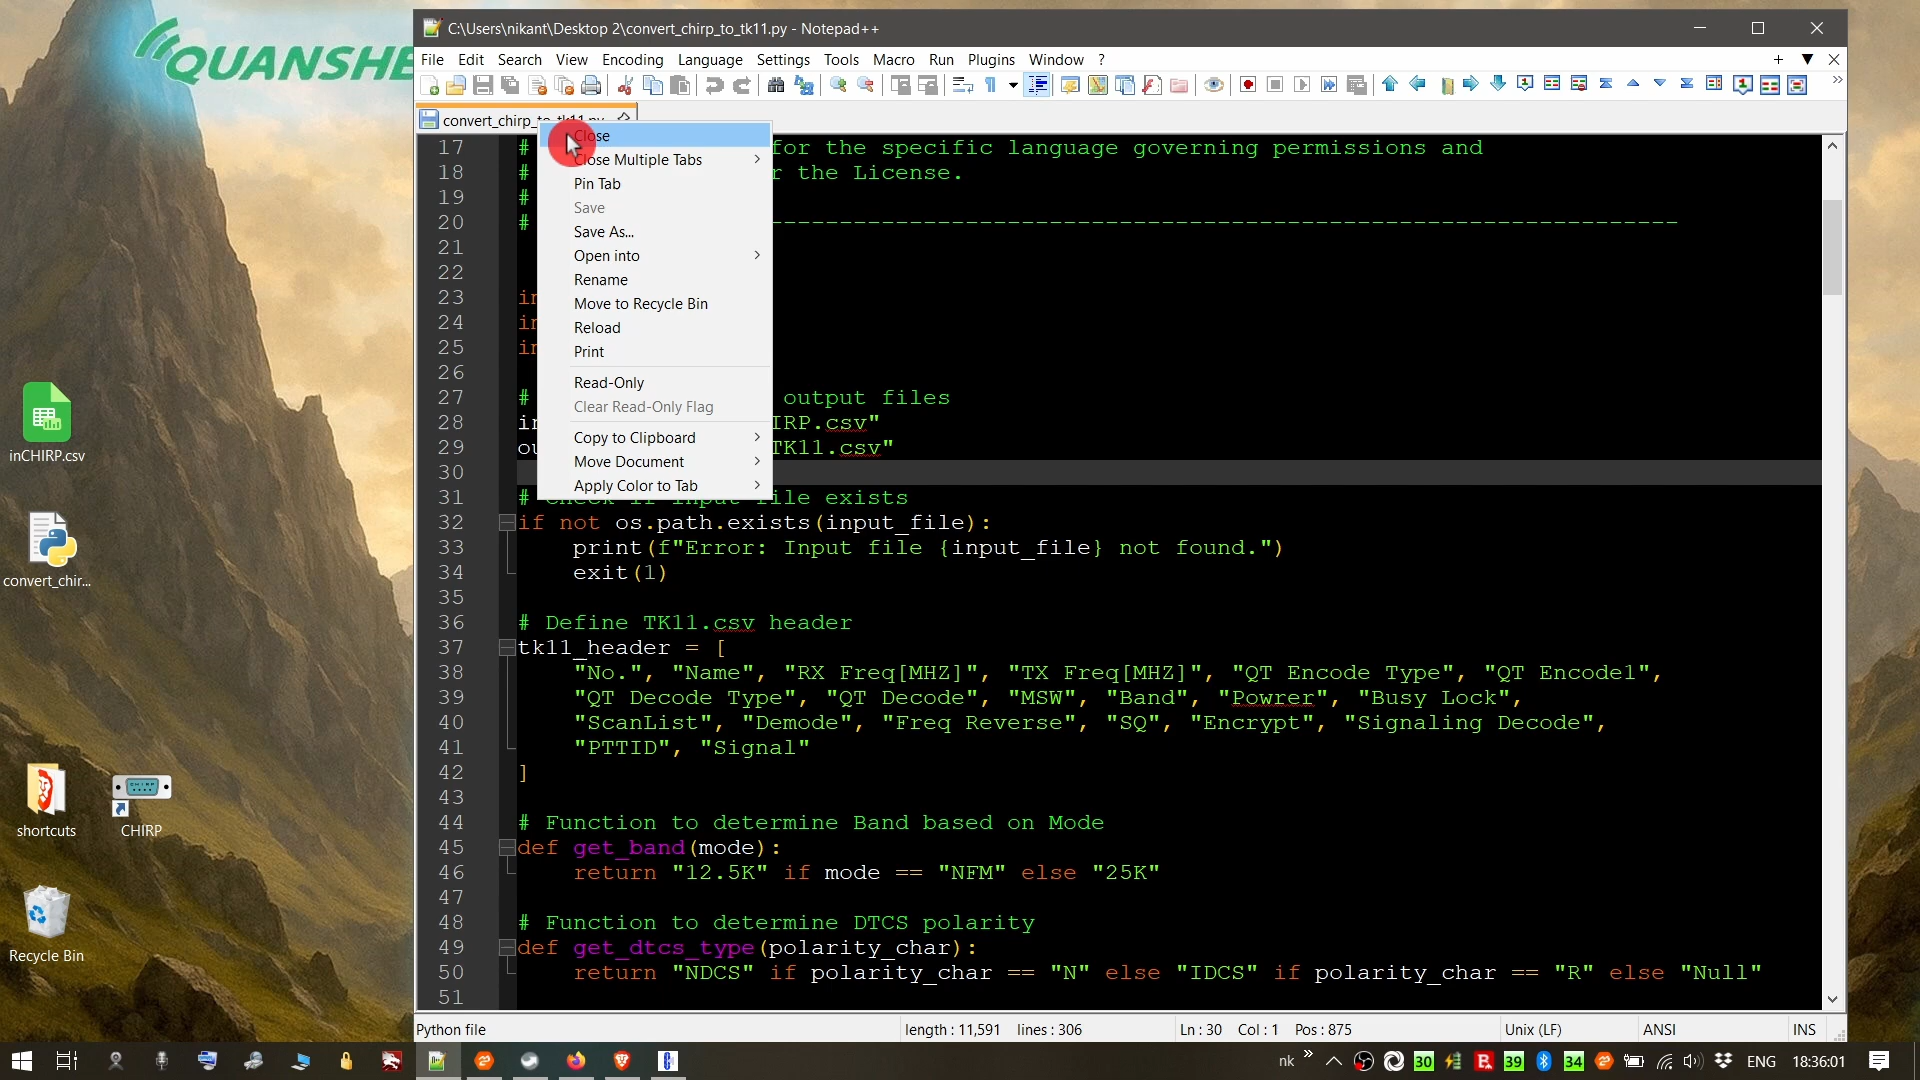 QUANSHE
C:\Users\nikant\Desktop 2\convert_chirp_to_tk11.py - Notepad++
File Edit Search View Encoding Language Settings Tools Macro Run Plugins Window ?
convert_chirp_to_tk11.py
Close
Close Multiple Tabs
Pin Tab
Save
Save As...
Open into
Rename
Move to Recycle Bin
Reload
Print
Read-Only
Clear Read-Only Flag
Copy to Clipboard
Move Document
Apply Color to Tab
17 # for the specific language governing permissions and
18 # r the License.
19 #
20 # -----------------------------------------------------------------
21
22
23 im
24 im
25 im
26
27 # output files
28 in IRP.csv"
29 ou TK11.csv"
30
31 # Check if input file exists
32 if not os.path.exists(input_file):
33 print(f"Error: Input file {input_file} not found.")
34 exit(1)
35
36 # Define TK11.csv header
37 tk11_header = [
38 "No.", "Name", "RX Freq[MHZ]", "TX Freq[MHZ]", "QT Encode Type", "QT Encode1",
39 "QT Decode Type", "QT Decode", "MSW", "Band", "Powrer", "Busy Lock",
40 "ScanList", "Demode", "Freq Reverse", "SQ", "Encrypt", "Signaling Decode",
41 "PTTID", "Signal"
42 ]
43
44 # Function to determine Band based on Mode
45 def get_band(mode):
46 return "12.5K" if mode == "NFM" else "25K"
47
48 # Function to determine DTCS polarity
49 def get_dtcs_type(polarity_char):
50 return "NDCS" if polarity_char == "N" else "IDCS" if polarity_char == "R" else "Null"
51
inCHIRP.csv
convert_chir...
shortcuts
CHIRP
CHIRP
Recycle Bin
Python file length : 11,591 lines : 306 Ln : 30 Col : 1 Pos : 875 Unix (LF) ANSI INS
nk 30 39 34 ENG 18:36:01